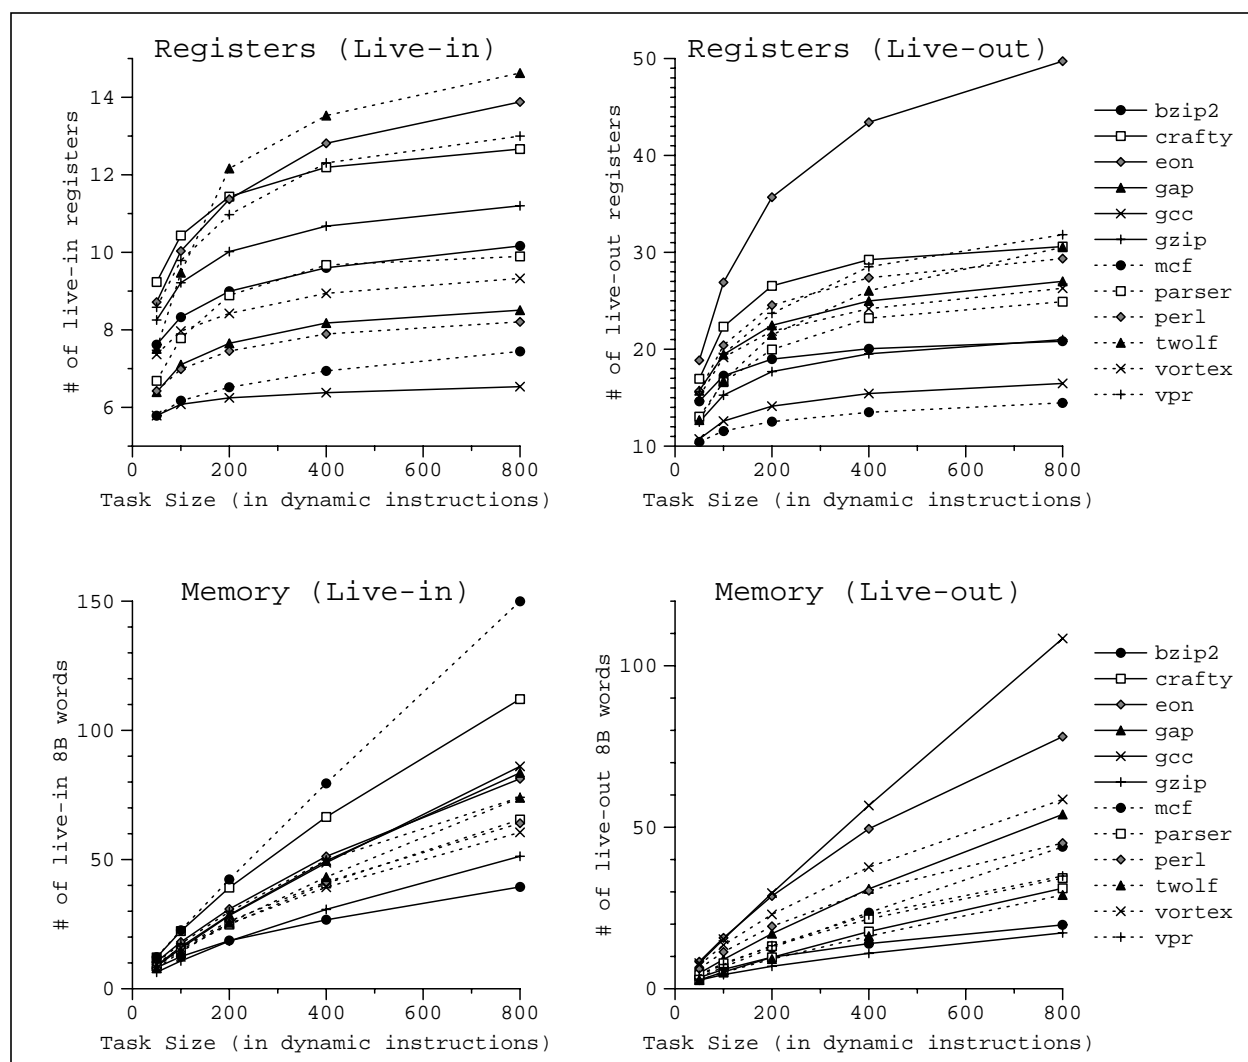 Registers (Live-in)
# of live-in registers
14
12
10
8
6
0
200
400
600
800
Task Size (in dynamic instructions)
Registers (Live-out)
# of live-out registers
50
40
30
20
10
0
200
400
600
800
Task Size (in dynamic instructions)
bzip2
crafty
eon
gap
gcc
gzip
mcf
parser
perl
twolf
vortex
vpr
Memory (Live-in)
# of live-in 8B words
150
100
50
0
0
200
400
600
800
Task Size (in dynamic instructions)
Memory (Live-out)
# of live-out 8B words
100
50
0
0
200
400
600
800
Task Size (in dynamic instructions)
bzip2
crafty
eon
gap
gcc
gzip
mcf
parser
perl
twolf
vortex
vpr